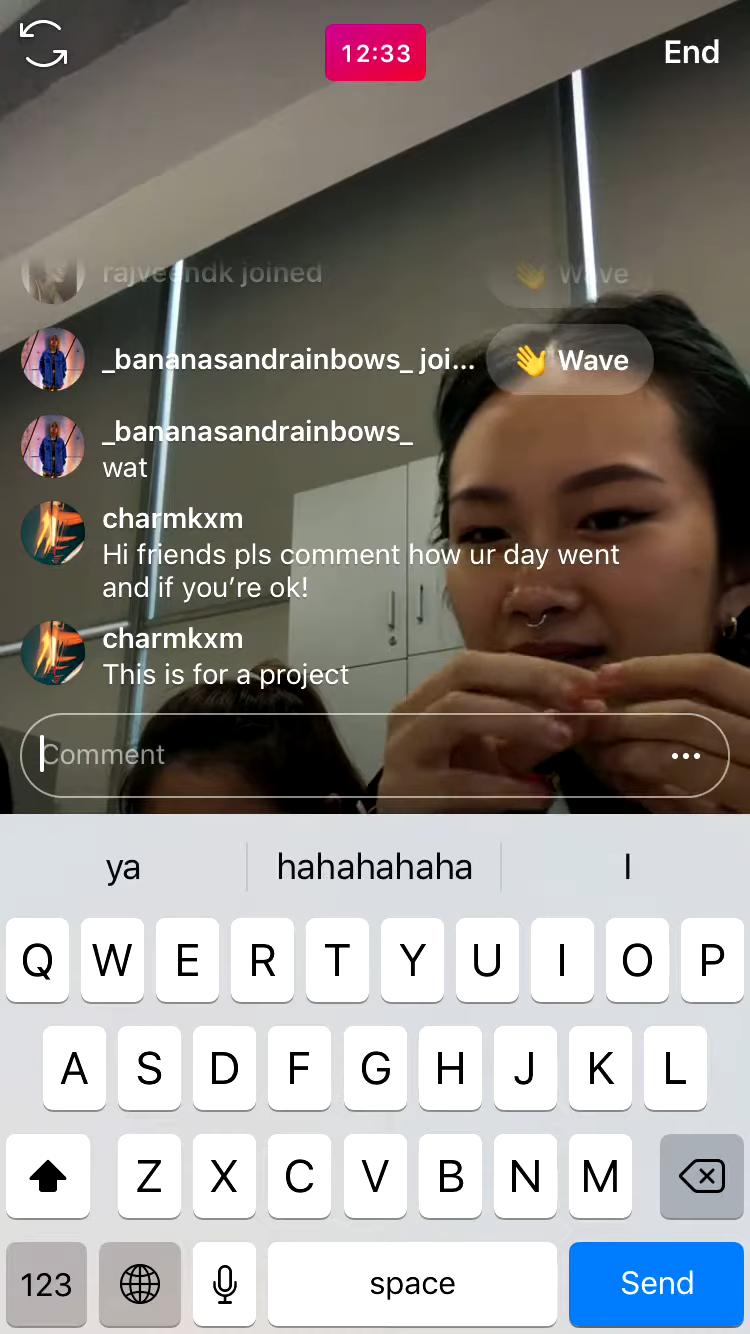 12:33
End
rajveendk joined
Wave
_bananasandrainbows_ joi...
Wave
_bananasandrainbows_
wat
charmkxm
Hi friends pls comment how ur day went
and if you’re ok!
charmkxm
This is for a project
Comment
ya
hahahahaha
I
Q W E R T Y U I O P
A S D F G H J K L
Z X C V B N M
123
space
Send